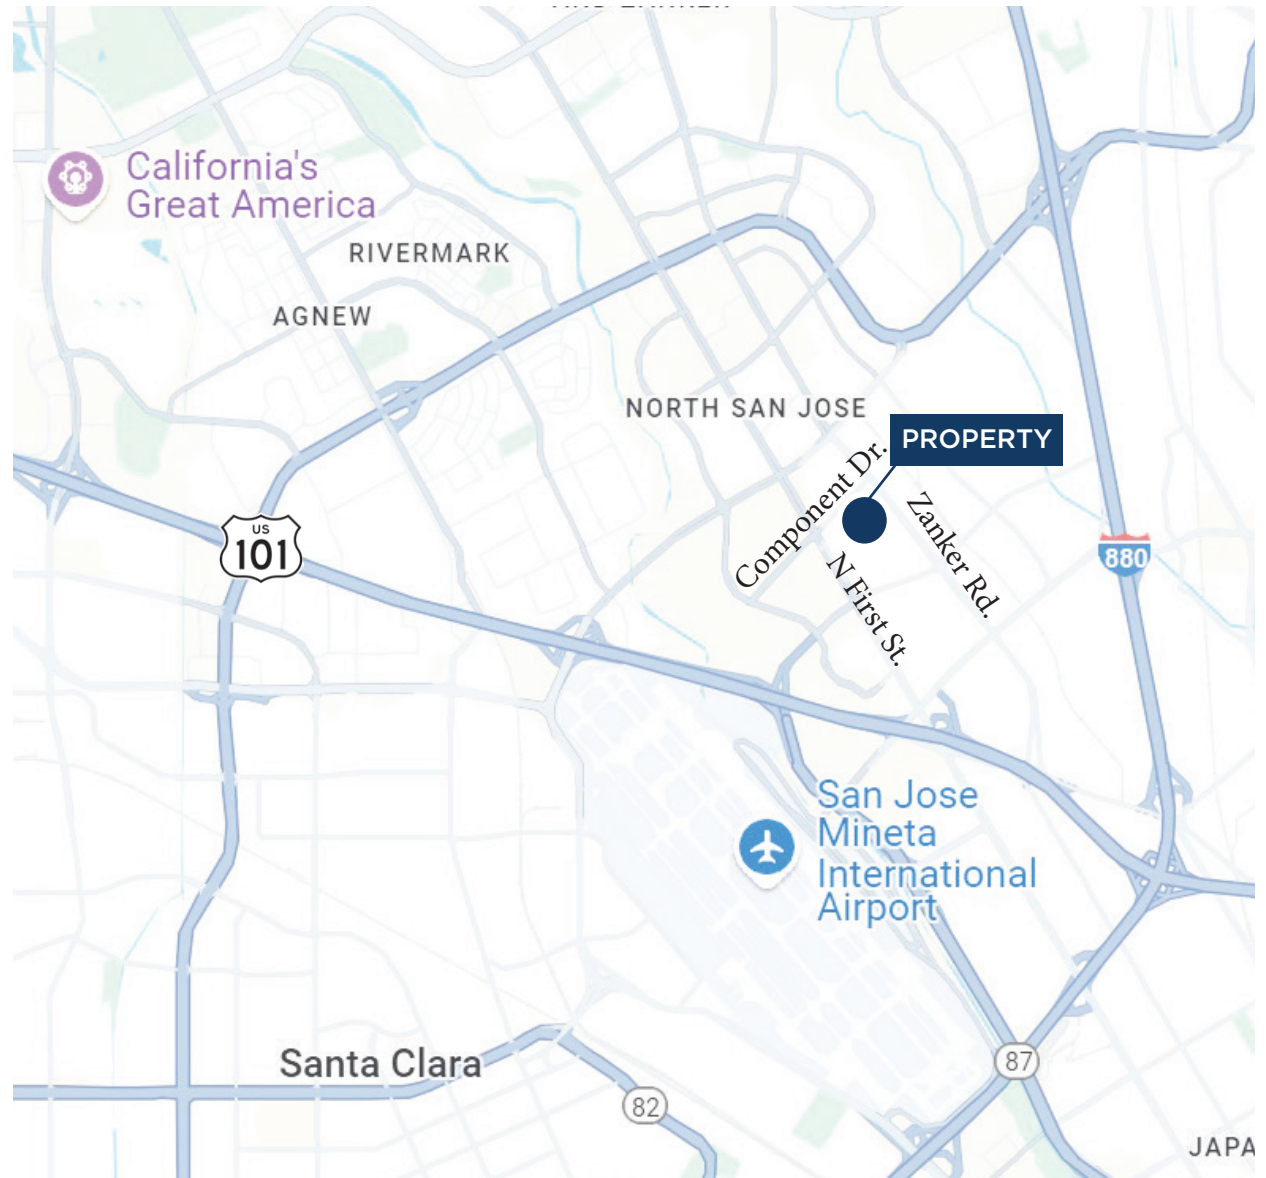 California's
Great America
RIVERMARK
AGNEW
NORTH SAN JOSE
PROPERTY
Component Dr.
Zanker Rd.
N First St.
US
101
880
San Jose
Mineta
International
Airport
Santa Clara
82
87
JAPA